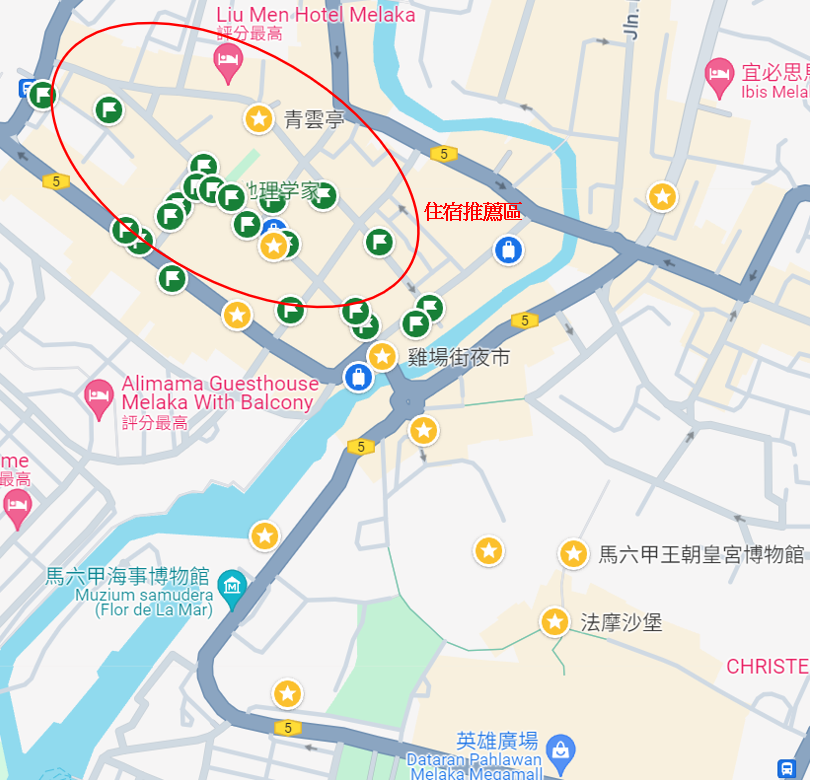 Liu Men Hotel Melaka
評分最高
Jln.
宜必思
Ibis
青雲亭
5
5
地理学家
住宿推薦區
5
雞場街夜市
Alimama Guesthouse
Melaka With Balcony
評分最高
5
me
最高
馬六甲海事博物館
Muzium samudera
(Flor de La Mar)
馬六甲王朝皇宮博物館
法摩沙堡
CHRISTE
5
英雄廣場
Dataran Pahlawan
Melaka Megamall